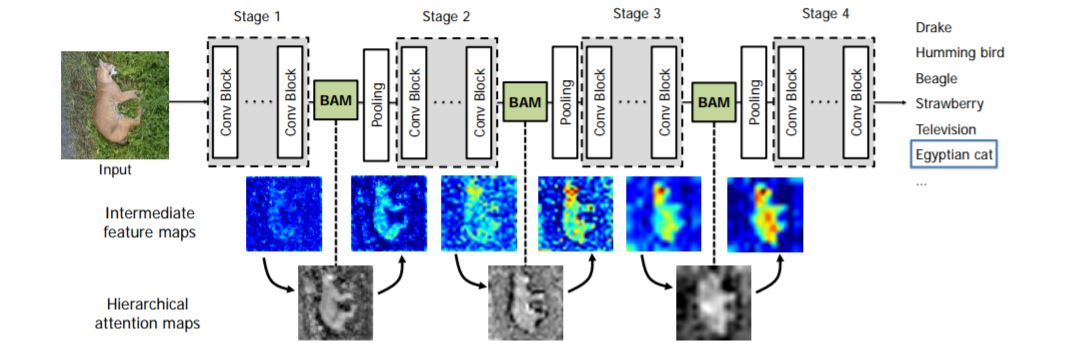 Stage 1
Stage 2
Stage 3
Stage 4
Conv Block
....
Conv Block
BAM
Pooling
Conv Block
....
Conv Block
BAM
Pooling
Conv Block
....
Conv Block
BAM
Pooling
Conv Block
....
Conv Block
Drake
Humming bird
Beagle
Strawberry
Television
Egyptian cat
...
Input
Intermediate
feature maps
Hierarchical
attention maps